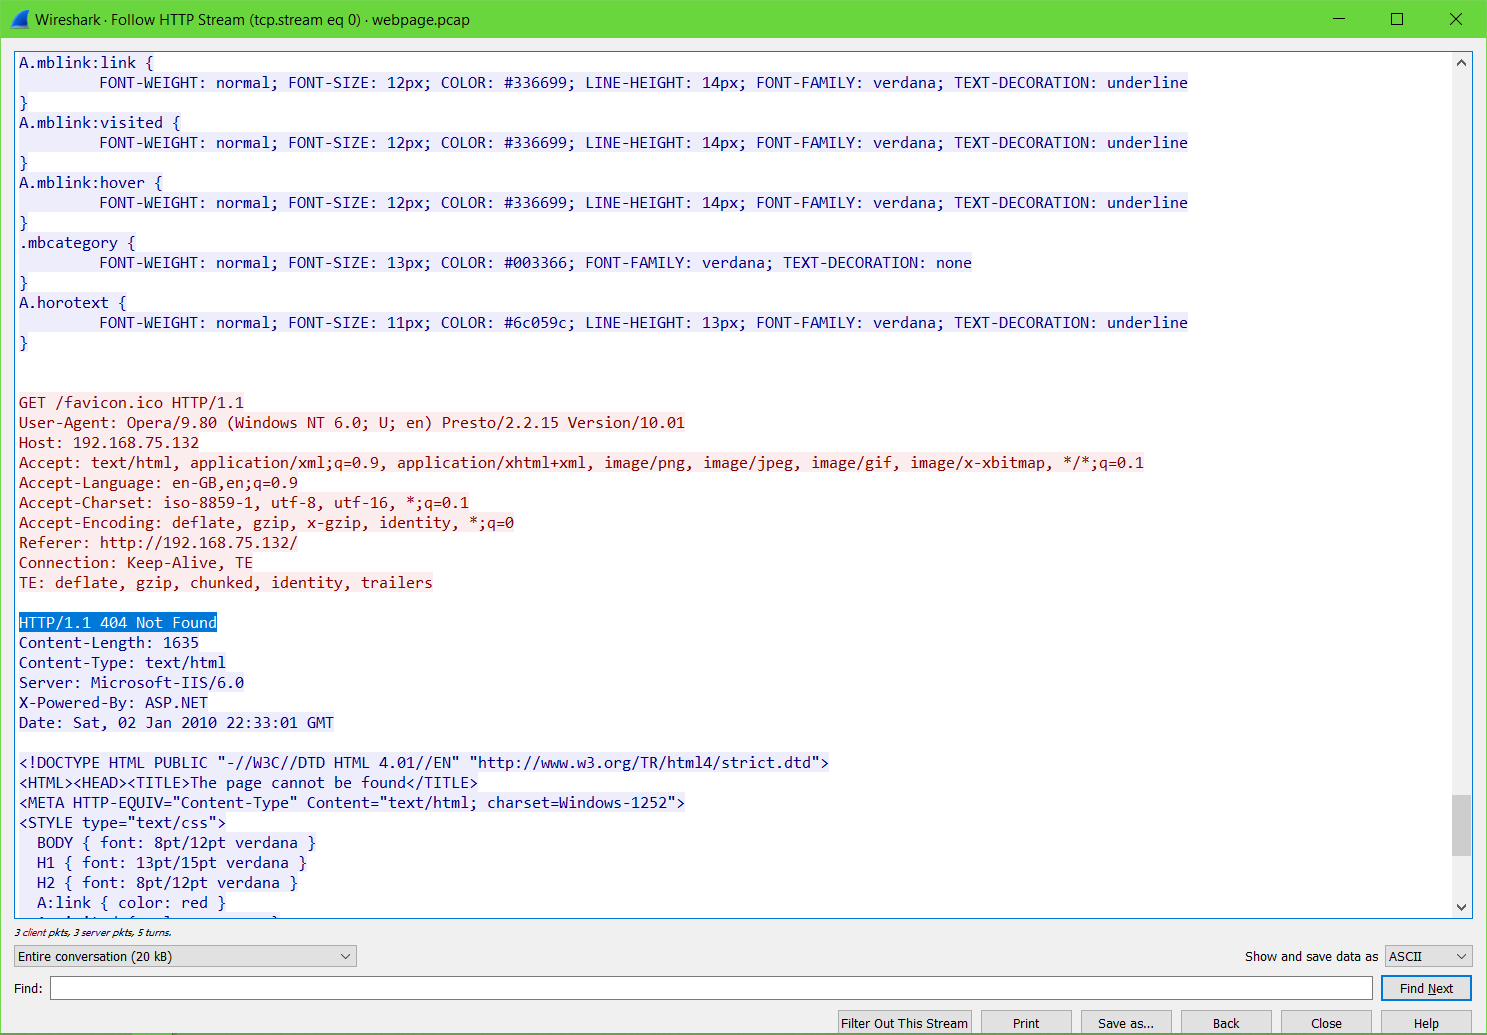 Wireshark · Follow HTTP Stream (tcp.stream eq 0) · webpage.pcap
A.mblink:link {
FONT-WEIGHT: normal; FONT-SIZE: 12px; COLOR: #336699; LINE-HEIGHT: 14px; FONT-FAMILY: verdana; TEXT-DECORATION: underline
}
A.mblink:visited {
FONT-WEIGHT: normal; FONT-SIZE: 12px; COLOR: #336699; LINE-HEIGHT: 14px; FONT-FAMILY: verdana; TEXT-DECORATION: underline
}
A.mblink:hover {
FONT-WEIGHT: normal; FONT-SIZE: 12px; COLOR: #336699; LINE-HEIGHT: 14px; FONT-FAMILY: verdana; TEXT-DECORATION: underline
}
.mbcategory {
FONT-WEIGHT: normal; FONT-SIZE: 13px; COLOR: #003366; FONT-FAMILY: verdana; TEXT-DECORATION: none
}
A.horotext {
FONT-WEIGHT: normal; FONT-SIZE: 11px; COLOR: #6c059c; LINE-HEIGHT: 13px; FONT-FAMILY: verdana; TEXT-DECORATION: underline
}
GET /favicon.ico HTTP/1.1
User-Agent: Opera/9.80 (Windows NT 6.0; U; en) Presto/2.2.15 Version/10.01
Host: 192.168.75.132
Accept: text/html, application/xml;q=0.9, application/xhtml+xml, image/png, image/jpeg, image/gif, image/x-xbitmap, */*;q=0.1
Accept-Language: en-GB,en;q=0.9
Accept-Charset: iso-8859-1, utf-8, utf-16, *;q=0.1
Accept-Encoding: deflate, gzip, x-gzip, identity, *;q=0
Referer: http://192.168.75.132/
Connection: Keep-Alive, TE
TE: deflate, gzip, chunked, identity, trailers
HTTP/1.1 404 Not Found
Content-Length: 1635
Content-Type: text/html
Server: Microsoft-IIS/6.0
X-Powered-By: ASP.NET
Date: Sat, 02 Jan 2010 22:33:01 GMT
<!DOCTYPE HTML PUBLIC "-//W3C//DTD HTML 4.01//EN" "http://www.w3.org/TR/html4/strict.dtd">
<HTML><HEAD><TITLE>The page cannot be found</TITLE>
<META HTTP-EQUIV="Content-Type" Content="text/html; charset=Windows-1252">
<STYLE type="text/css">
BODY { font: 8pt/12pt verdana }
H1 { font: 13pt/15pt verdana }
H2 { font: 8pt/12pt verdana }
A:link { color: red }
3 client pkts, 3 server pkts, 5 turns.
Entire conversation (20 kB)
Show and save data as ASCII
Find: Find Next
Filter Out This Stream Print Save as... Back Close Help